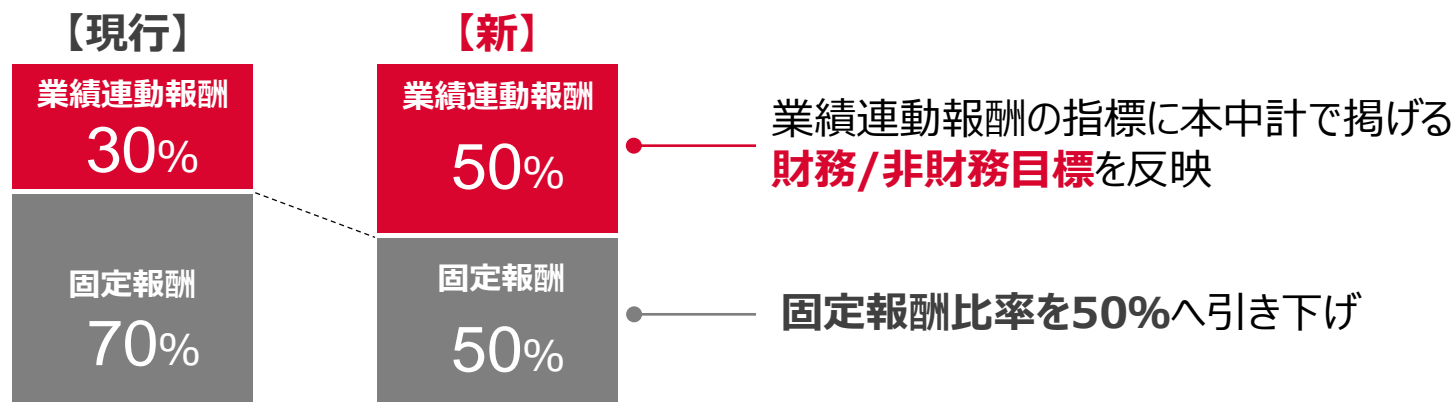 【現行】
業績連動報酬
30%
固定報酬
70%
【新】
業績連動報酬
50%
固定報酬
50%
業績連動報酬の指標に本中計で掲げる
財務/非財務目標を反映
固定報酬比率を50%へ引き下げ